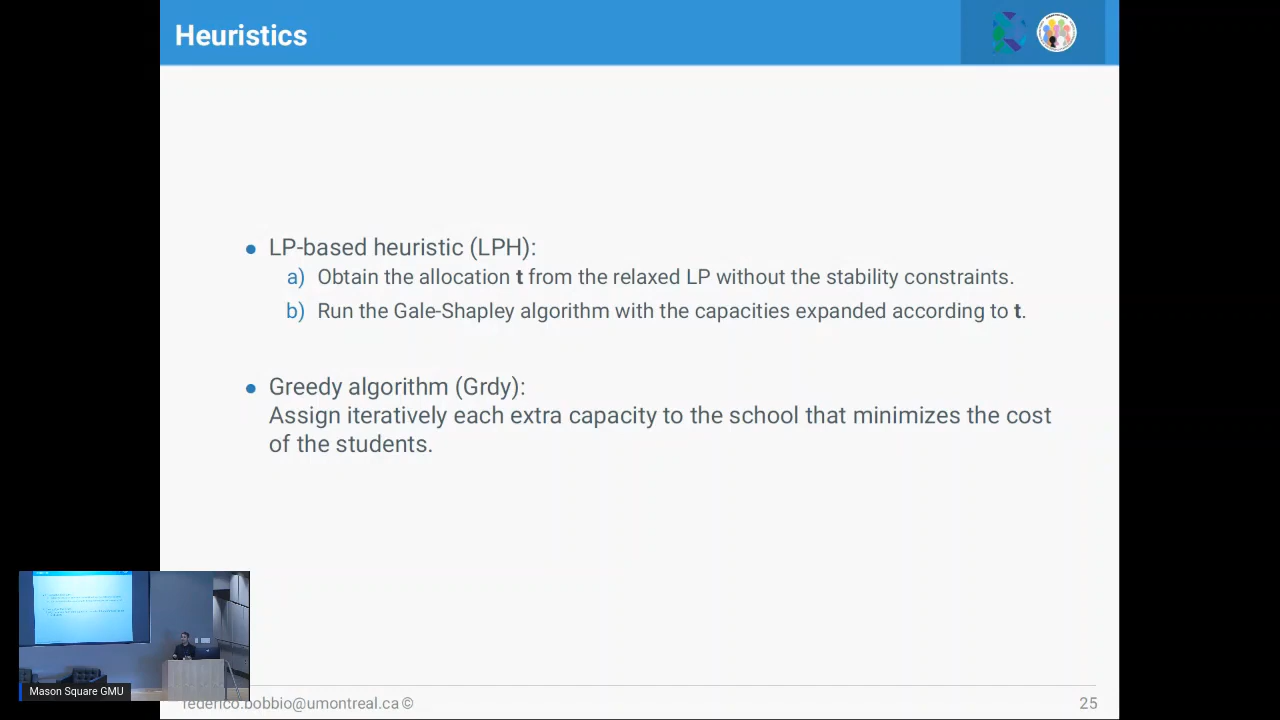 Heuristics
LP-based heuristic (LPH):
a) Obtain the allocation t from the relaxed LP without the stability constraints.
b) Run the Gale-Shapley algorithm with the capacities expanded according to t.
Greedy algorithm (Grdy):
Assign iteratively each extra capacity to the school that minimizes the cost
of the students.
Mason Square GMU
federico.bobbio@umontreal.ca ©
25